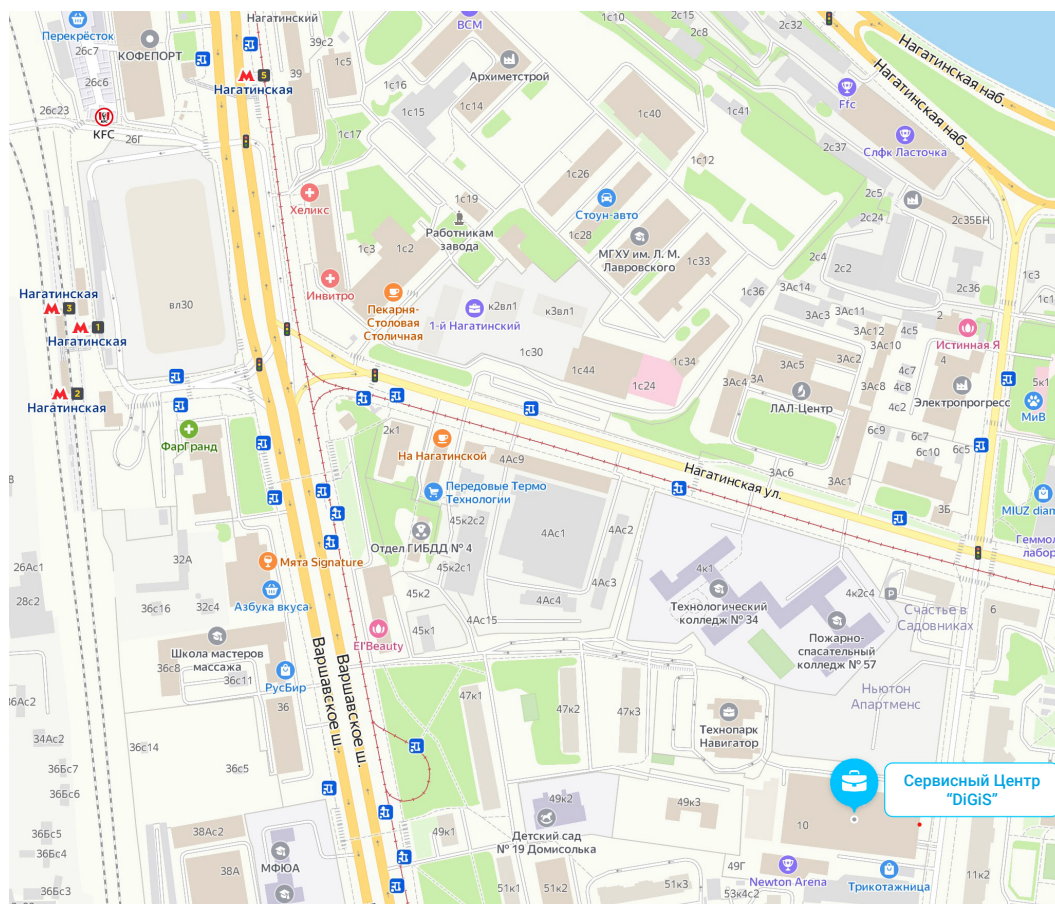 Перекрёсток
26с7
КОФЕПОРТ
26с6
26с23
KFC
26Г
Нагатинский
39с2
1с5
39
5
Нагатинская
1с16
1с17
ВСМ
Архиметстрой
1с15
1с14
1с10
2с15
2с8
2с32
1с40
1с41
1с12
1с26
Ffc
2с37
Слфк Ласточка
Нагатинская наб.
Нагатинская наб.
2с5
2с24
2с35БН
Хеликс
1с19
Работникам
завода
Стоун-авто
1с28
МГХУ им. Л. М.
Лавровского
1с33
1с3
1с2
Инвитро
Пекарня-
Столовая
Столичная
к2вл1
1-й Нагатинский
к3вл1
1с30
1с36
1с34
1с44
1с24
2с4
2с2
2с36
1с3
3Ас14
3Ас3
3Ас11
3Ас12
3Ас10
4с5
2
Истинная Я
4
3Ас5
3Ас2
3Ас4
3А
ЛАЛ-Центр
3Ас8
4с7
4с8
4с2
Электропрогресс
5к1
МиВ
6с9
6с7
6с10
6с5
3Ас6
3Ас1
3Б
MIUZ diam
Геммол
лабор
Нагатинская
3
1
Нагатинская
2
Нагатинская
вл30
ФарГранд
2к1
На Нагатинской
4Ас9
Передовые Термо
Технологии
Нагатинская ул.
45к2с2
Отдел ГИБДД № 4
45к2с1
4Ас1
4Ас2
4Ас3
4Ас4
4Ас15
45к2
45к1
El'Beauty
Мята Signature
Азбука вкуса
32А
32с4
36с16
26Ас1
28с2
8
Школа мастеров
массажа
36с8
36с11
РусБир
36
36с14
36с5
34Ас2
36Бс7
36Бс6
36Бс5
36Бс4
36Бс3
Варшавское ш.
Варшавское ш.
4к1
Технологический
колледж № 34
4к2с4
P
Пожарно-
спасательный
колледж № 57
Счастье в
Садовниках
6
Ньютон
Апартменс
47к1
47к2
47к3
Технопарк
Навигатор
Сервисный Центр
“DiGiS”
10
49к2
Детский сад
№ 19 Домисолька
49к3
49к1
49Г
Newton Arena
Трикотажница
11к2
51к1
51к2
51к3
53к4с2
38Ас2
38А
МФЮА